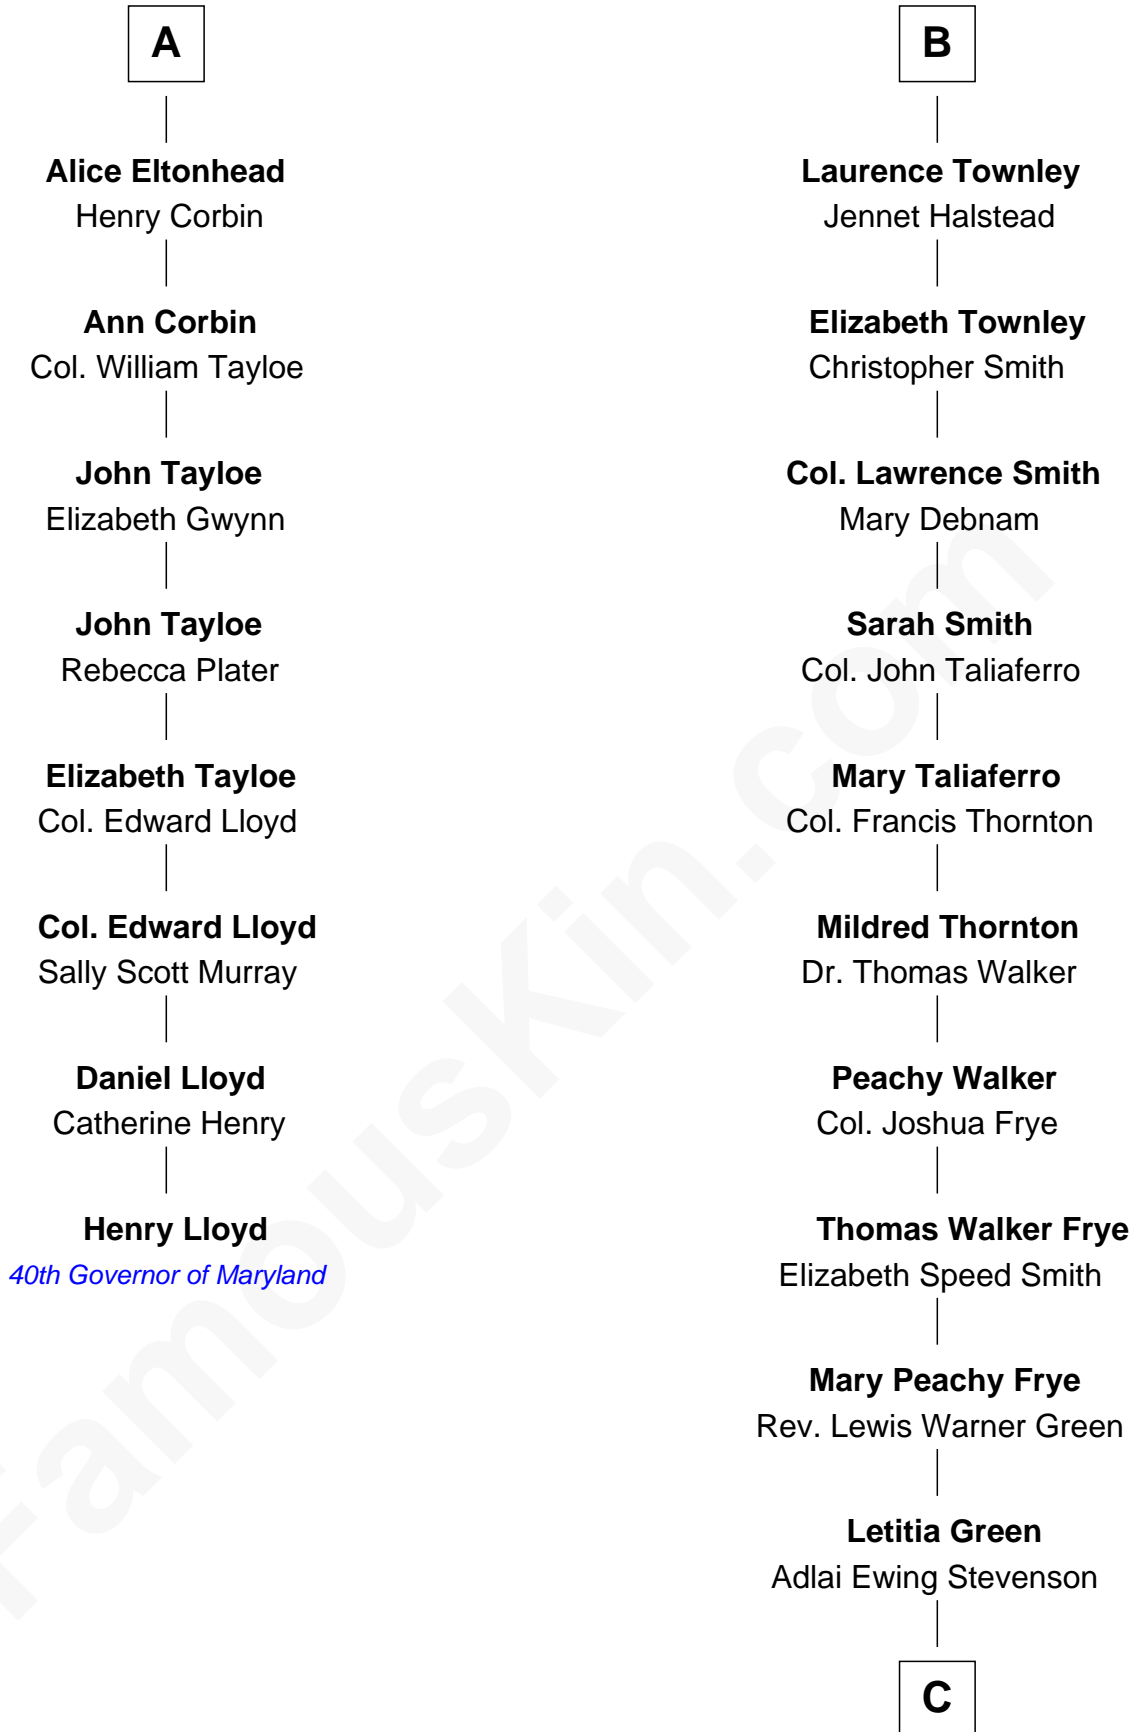 A
Alice Eltonhead
Henry Corbin
Ann Corbin
Col. William Tayloe
John Tayloe
Elizabeth Gwynn
John Tayloe
Rebecca Plater
Elizabeth Tayloe
Col. Edward Lloyd
Col. Edward Lloyd
Sally Scott Murray
Daniel Lloyd
Catherine Henry
Henry Lloyd
40th Governor of Maryland
B
Laurence Townley
Jennet Halstead
Elizabeth Townley
Christopher Smith
Col. Lawrence Smith
Mary Debnam
Sarah Smith
Col. John Taliaferro
Mary Taliaferro
Col. Francis Thornton
Mildred Thornton
Dr. Thomas Walker
Peachy Walker
Col. Joshua Frye
Thomas Walker Frye
Elizabeth Speed Smith
Mary Peachy Frye
Rev. Lewis Warner Green
Letitia Green
Adlai Ewing Stevenson
C
FamousKin.com